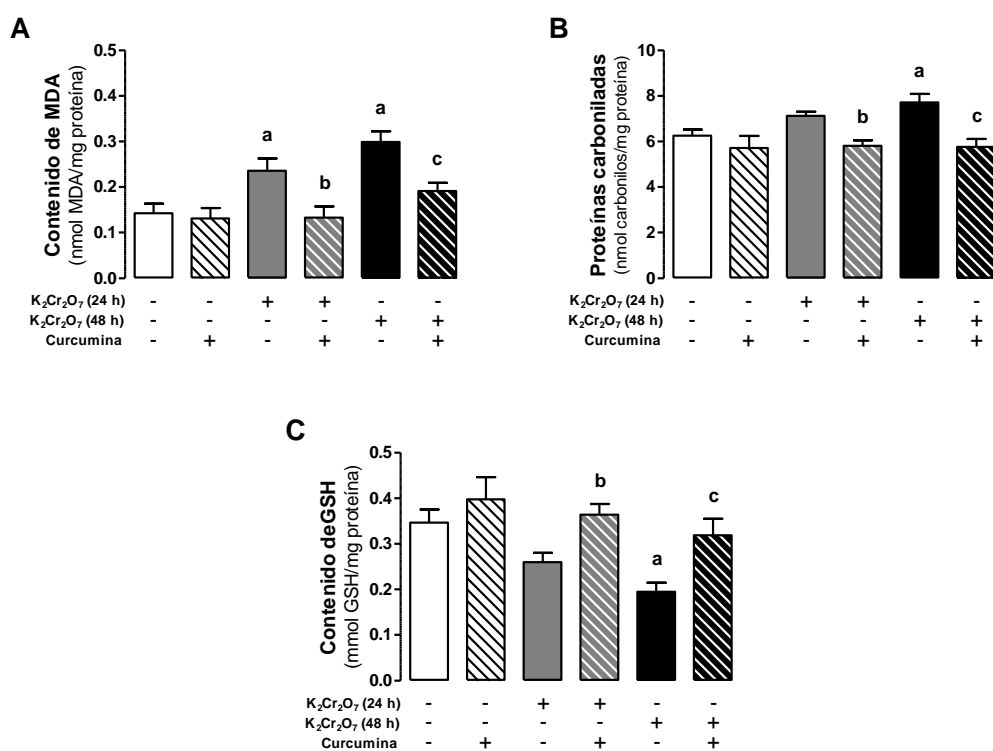 A
Contenido de MDA
(nmol MDA/mg proteína)
0.5
0.4
0.3
0.2
0.1
0.0
a
b
a
c
K₂Cr₂O₇ (24 h) - - + + - -
K₂Cr₂O₇ (48 h) - - - - + +
Curcumina - + - + - +
B
Proteínas carboniladas
(nmol carbonilos/mg proteína)
10
8
6
4
2
0
b
a
c
K₂Cr₂O₇ (24 h) - - + + - -
K₂Cr₂O₇ (48 h) - - - - + +
Curcumina - + - + - +
C
Contenido deGSH
(mmol GSH/mg proteína)
0.5
0.4
0.3
0.2
0.1
0.0
b
a
c
K₂Cr₂O₇ (24 h) - - + + - -
K₂Cr₂O₇ (48 h) - - - - + +
Curcumina - + - + - +